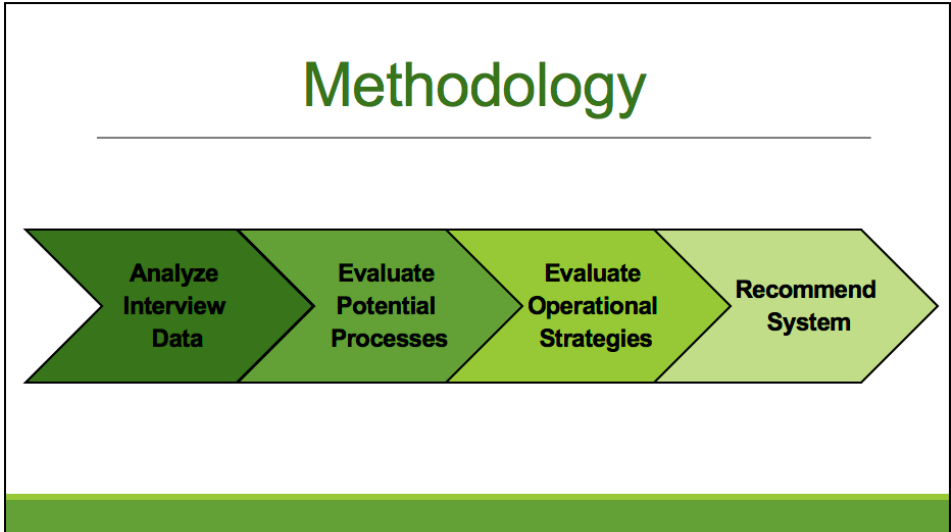 Methodology
Analyze
Interview
Data
Evaluate
Potential
Processes
Evaluate
Operational
Strategies
Recommend
System